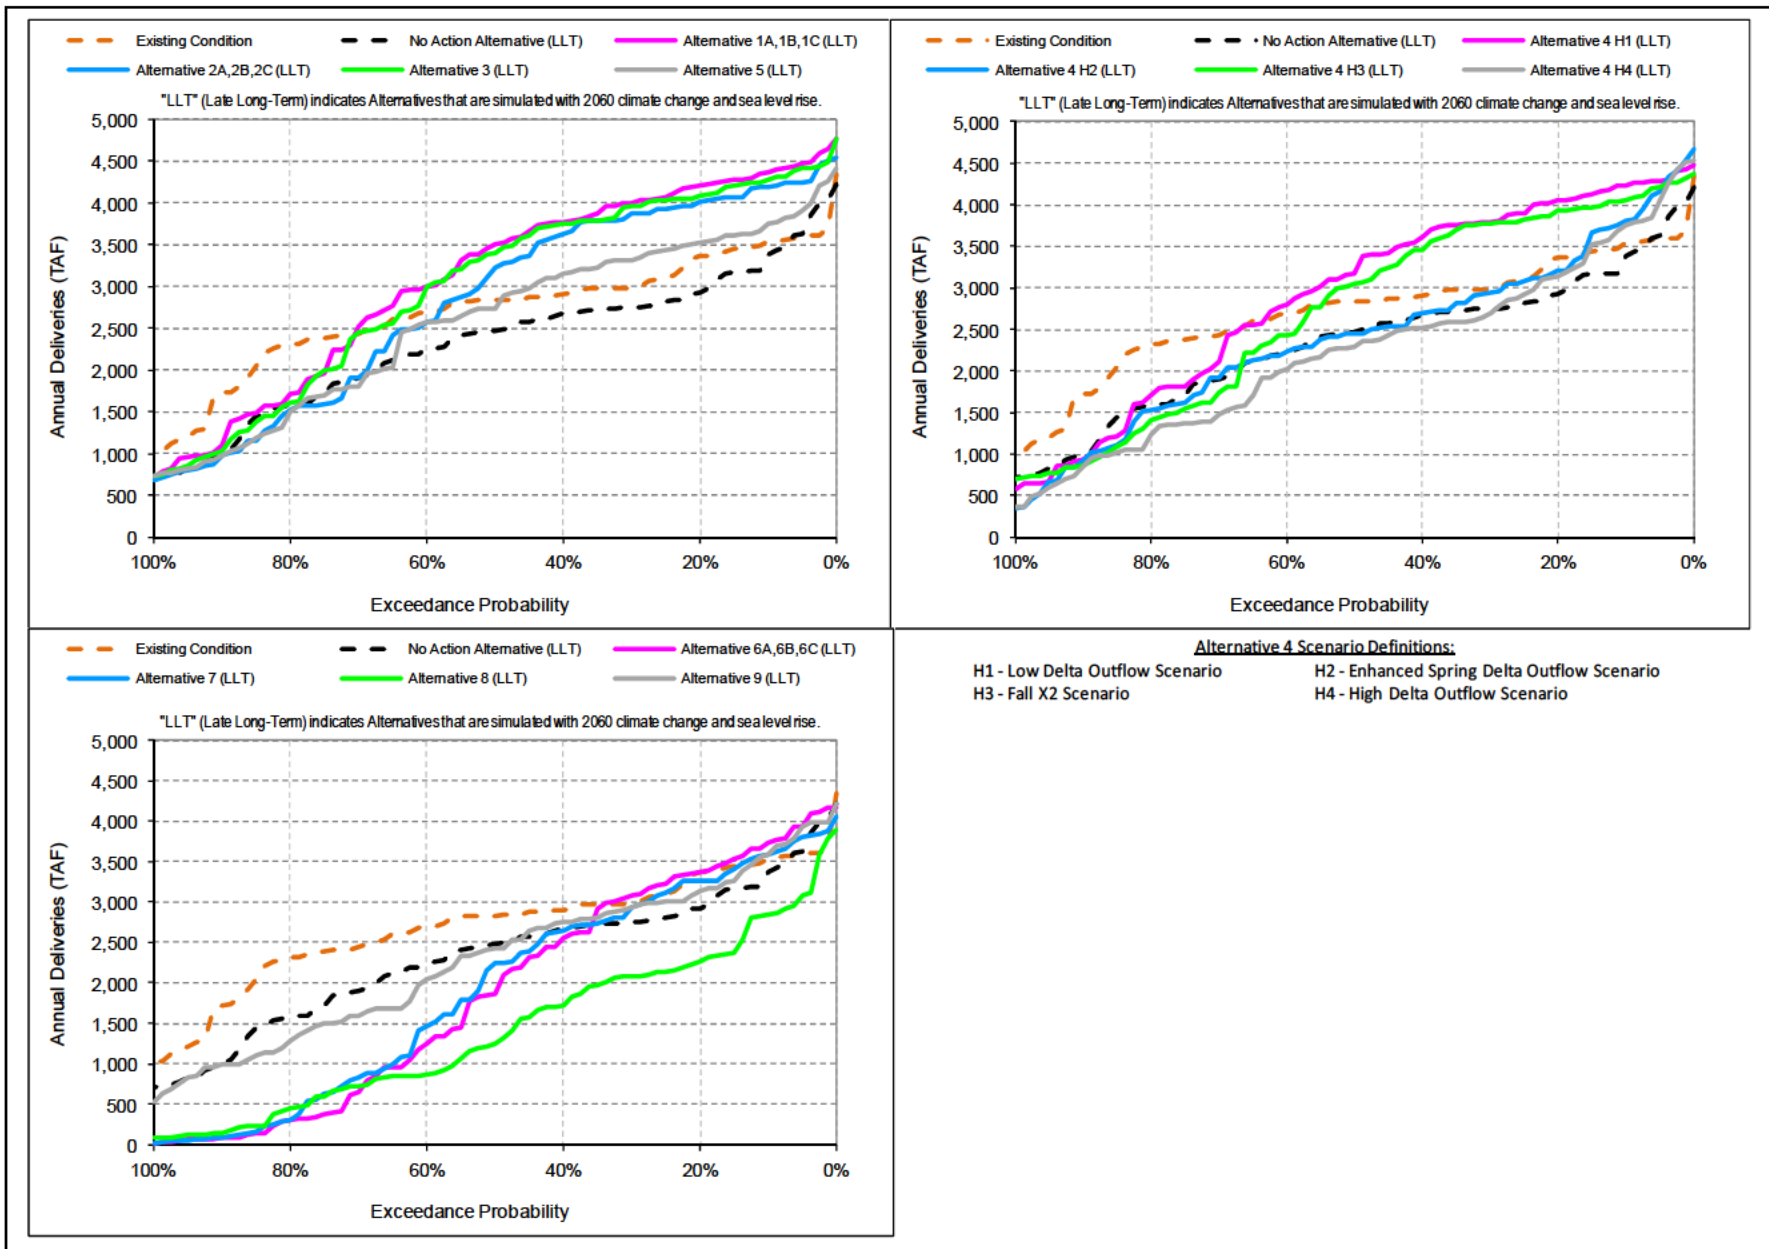 Existing Condition No Action Alternative (LLT) Alternative 1A,1B,1C (LLT)
Alternative 2A,2B,2C (LLT) Alternative 3 (LLT) Alternative 5 (LLT)
"LLT" (Late Long-Term) indicates Alternatives that are simulated with 2060 climate change and sea level rise.
5,000
4,500
4,000
3,500
3,000
2,500
2,000
1,500
1,000
500
0
Annual Deliveries (TAF)
100% 80% 60% 40% 20% 0%
Exceedance Probability
Existing Condition No Action Alternative (LLT) Alternative 4 H1 (LLT)
Alternative 4 H2 (LLT) Alternative 4 H3 (LLT) Alternative 4 H4 (LLT)
"LLT" (Late Long-Term) indicates Alternatives that are simulated with 2060 climate change and sea level rise.
5,000
4,500
4,000
3,500
3,000
2,500
2,000
1,500
1,000
500
0
Annual Deliveries (TAF)
100% 80% 60% 40% 20% 0%
Exceedance Probability
Existing Condition No Action Alternative (LLT) Alternative 6A,6B,6C (LLT)
Alternative 7 (LLT) Alternative 8 (LLT) Alternative 9 (LLT)
"LLT" (Late Long-Term) indicates Alternatives that are simulated with 2060 climate change and sea level rise.
5,000
4,500
4,000
3,500
3,000
2,500
2,000
1,500
1,000
500
0
Annual Deliveries (TAF)
100% 80% 60% 40% 20% 0%
Exceedance Probability
Alternative 4 Scenario Definitions:
H1 - Low Delta Outflow Scenario H2 - Enhanced Spring Delta Outflow Scenario
H3 - Fall X2 Scenario H4 - High Delta Outflow Scenario